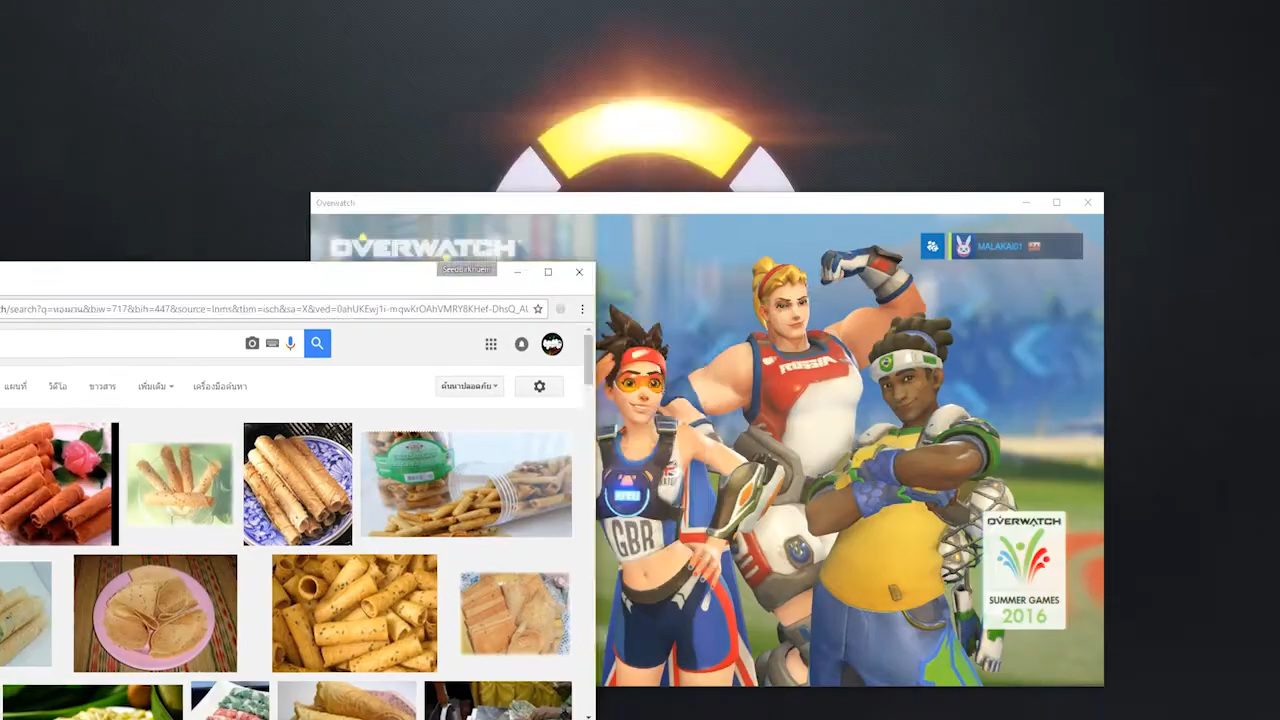 Overwatch
OVERWATCH
MALAKAI01
ch/search?q=ทองม้วน&biw=717&bih=447&source=lnms&tbm=isch&sa=X&ved=0ahUKEwj1i-mqwKrOAhVMRY8KHef-DhsQ_AU
แผนที่ วิดีโอ ข่าวสาร เพิ่มเติม เครื่องมือค้นหา
ค้นหาปลอดภัย
RUSSIA
GBR
OVERWATCH
SUMMER GAMES
2016